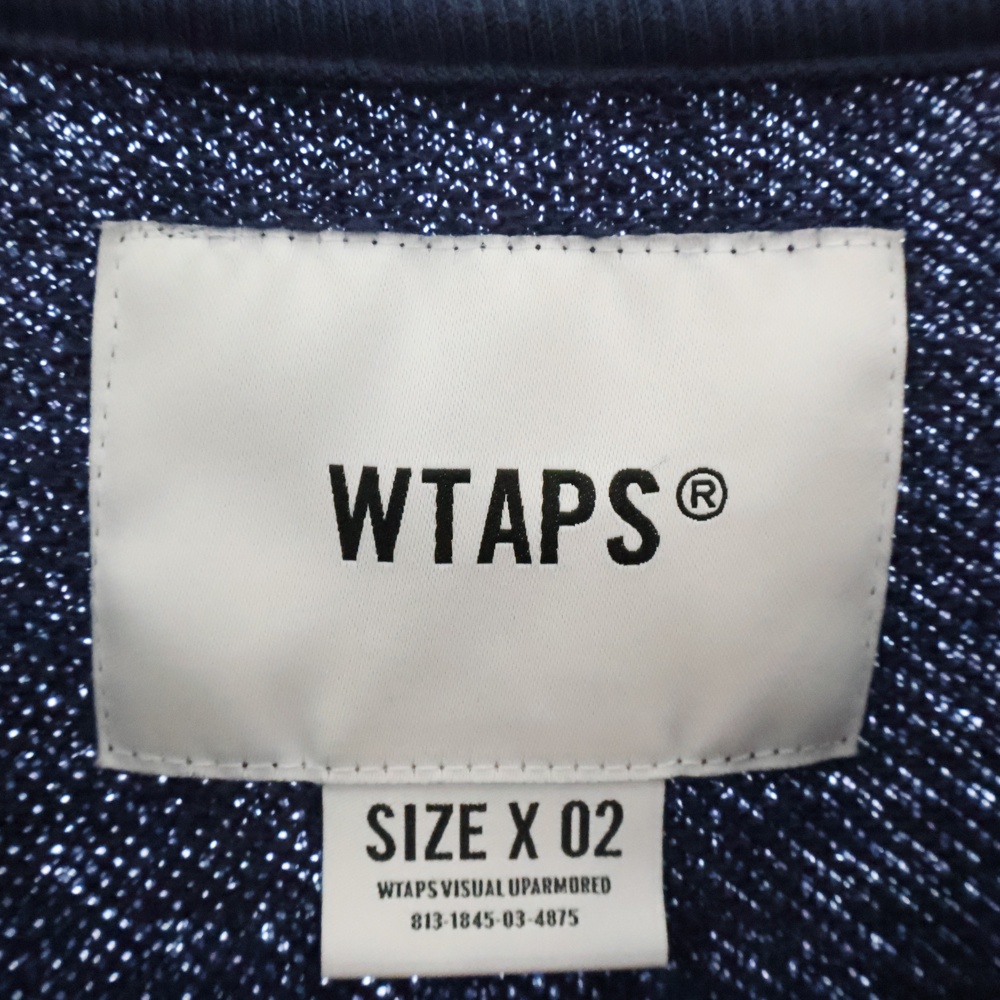 WTAPS®
SIZE X 02
WTAPS VISUAL UPARMORED
813-1845-03-4875